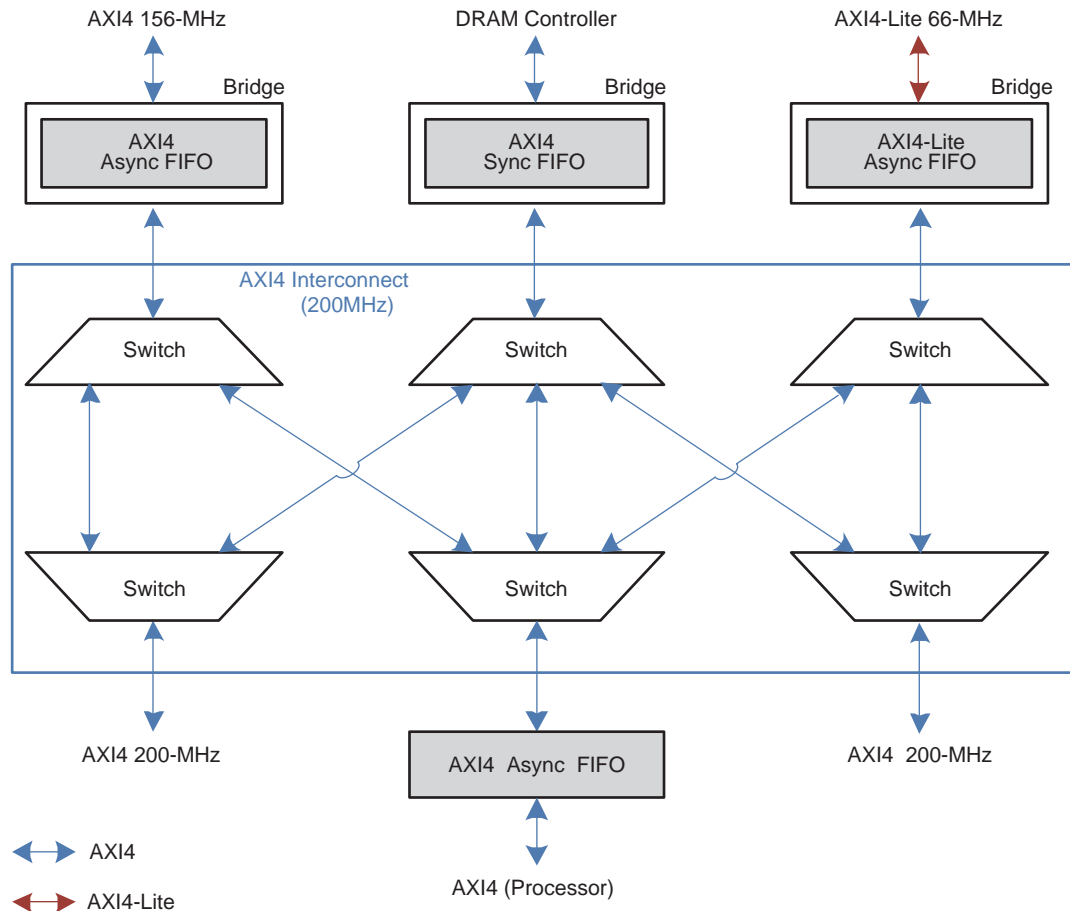 AXI4 156-MHz
DRAM Controller
AXI4-Lite 66-MHz
Bridge
Bridge
Bridge
AXI4
Async FIFO
AXI4
Sync FIFO
AXI4-Lite
Async FIFO
AXI4 Interconnect
(200MHz)
Switch
Switch
Switch
Switch
Switch
Switch
AXI4 200-MHz
AXI4 Async FIFO
AXI4 200-MHz
AXI4
AXI4 (Processor)
AXI4-Lite